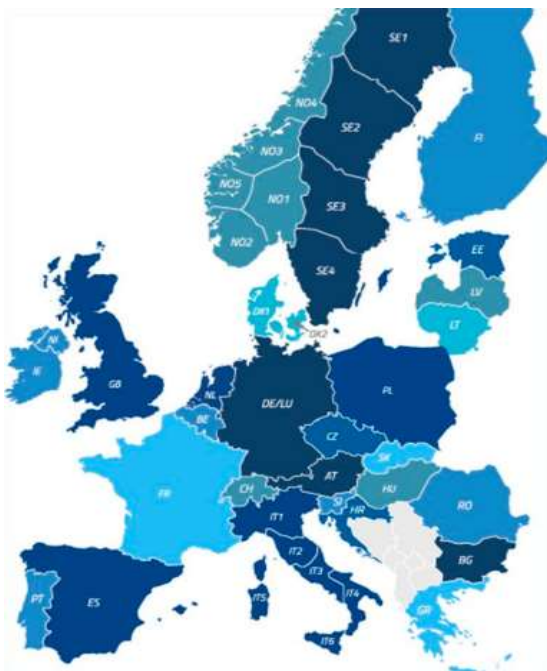 SE1
NO4
SE2
FI
NO3
NO5
NO1
SE3
NO2
EE
SE4
LV
DK1
LT
DK2
NI
IE
GB
NL
PL
DE/LU
BE
CZ
SK
FR
AT
CH
HU
SI
RO
IT1
HR
IT2
BG
IT3
PT
ES
IT5
IT4
GR
IT6